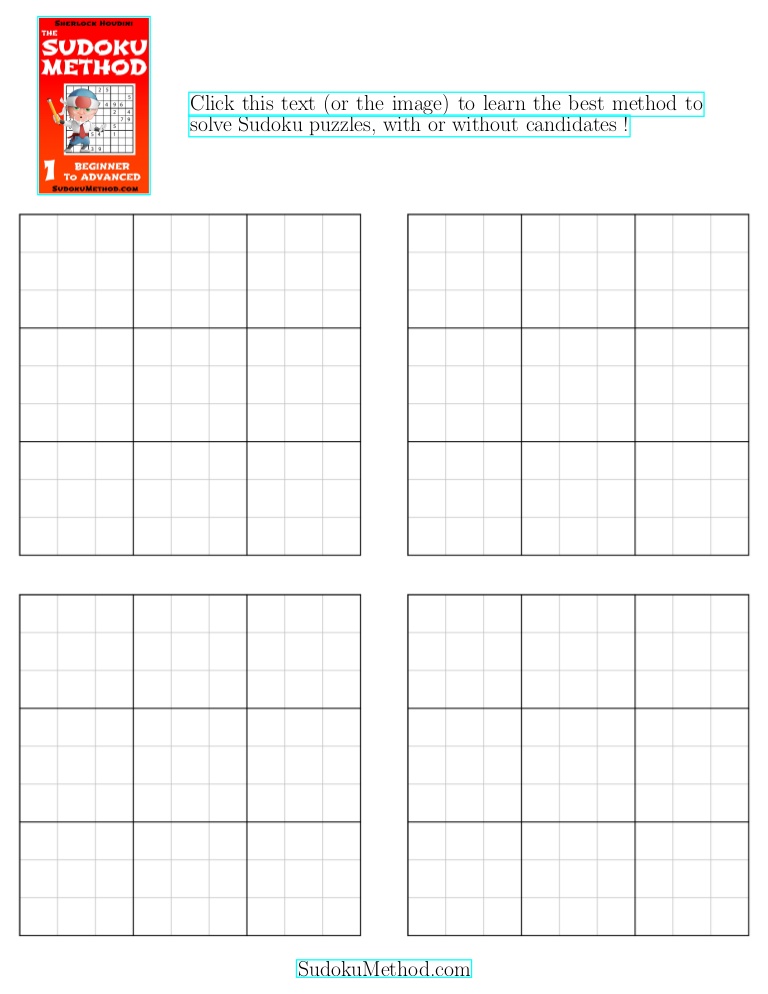 Sherlock Houdini
THE
SUDOKU
METHOD
1
BEGINNER
To ADVANCED
SudokuMethod.com
Click this text (or the image) to learn the best method to
solve Sudoku puzzles, with or without candidates !
SudokuMethod.com